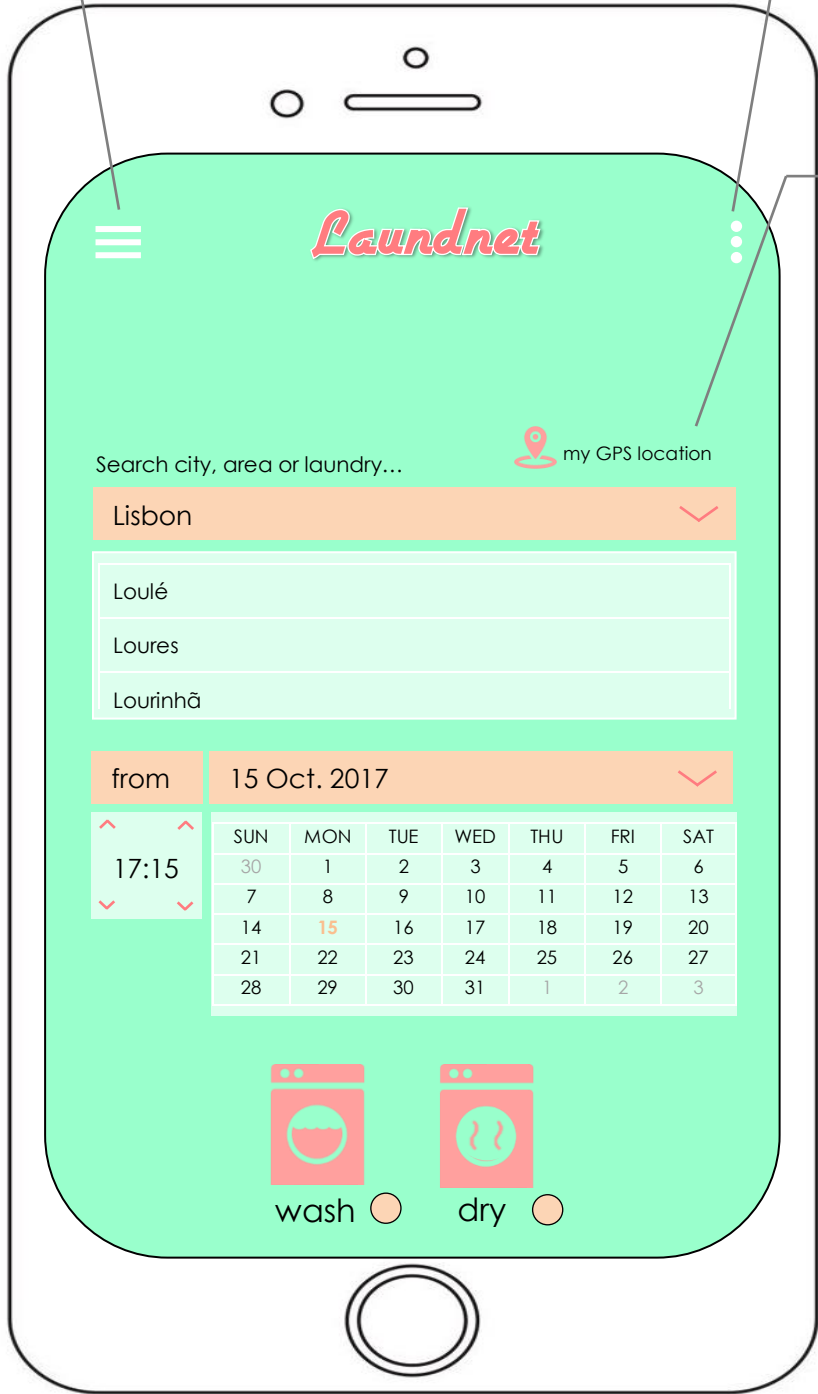 Laundnet
my GPS location
Search city, area or laundry...
Lisbon
Loulé
Loures
Lourinhã
from 15 Oct. 2017
17:15
SUN MON TUE WED THU FRI SAT
30 1 2 3 4 5 6
7 8 9 10 11 12 13
14 15 16 17 18 19 20
21 22 23 24 25 26 27
28 29 30 31 1 2 3
wash dry